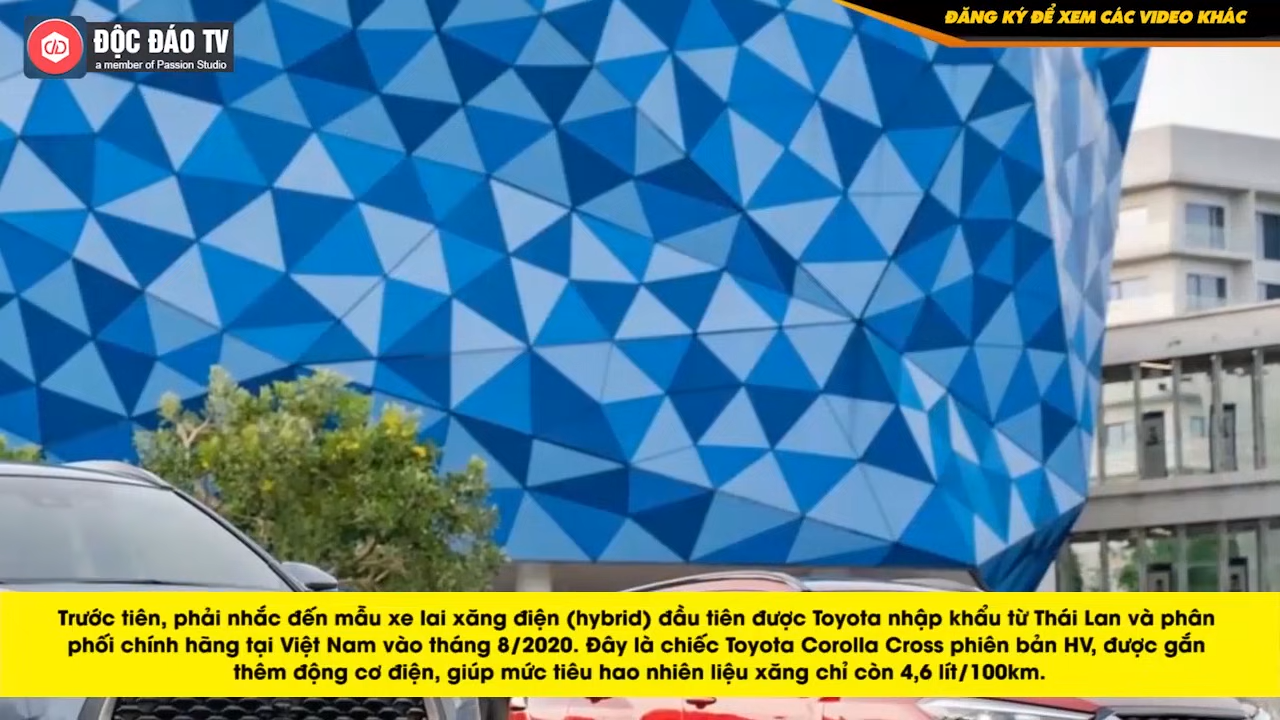 ĐỘC ĐÁO TV
a member of Passion Studio
ĐĂNG KÝ ĐỂ XEM CÁC VIDEO KHÁC
Trước tiên, phải nhắc đến mẫu xe lai xăng điện (hybrid) đầu tiên được Toyota nhập khẩu từ Thái Lan và phân
phối chính hãng tại Việt Nam vào tháng 8/2020. Đây là chiếc Toyota Corolla Cross phiên bản HV, được gắn
thêm động cơ điện, giúp mức tiêu hao nhiên liệu xăng chỉ còn 4,6 lít/100km.